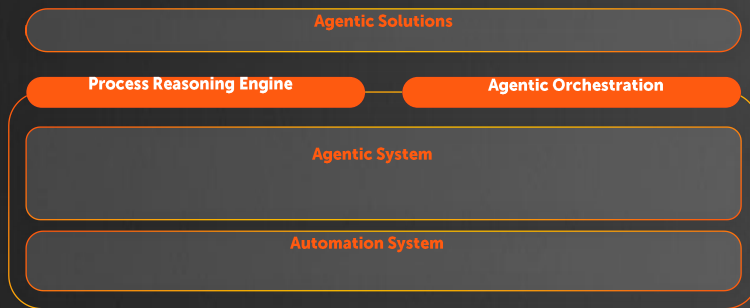 Agentic Solutions
Process Reasoning Engine
Agentic Orchestration
Agentic System
Automation System